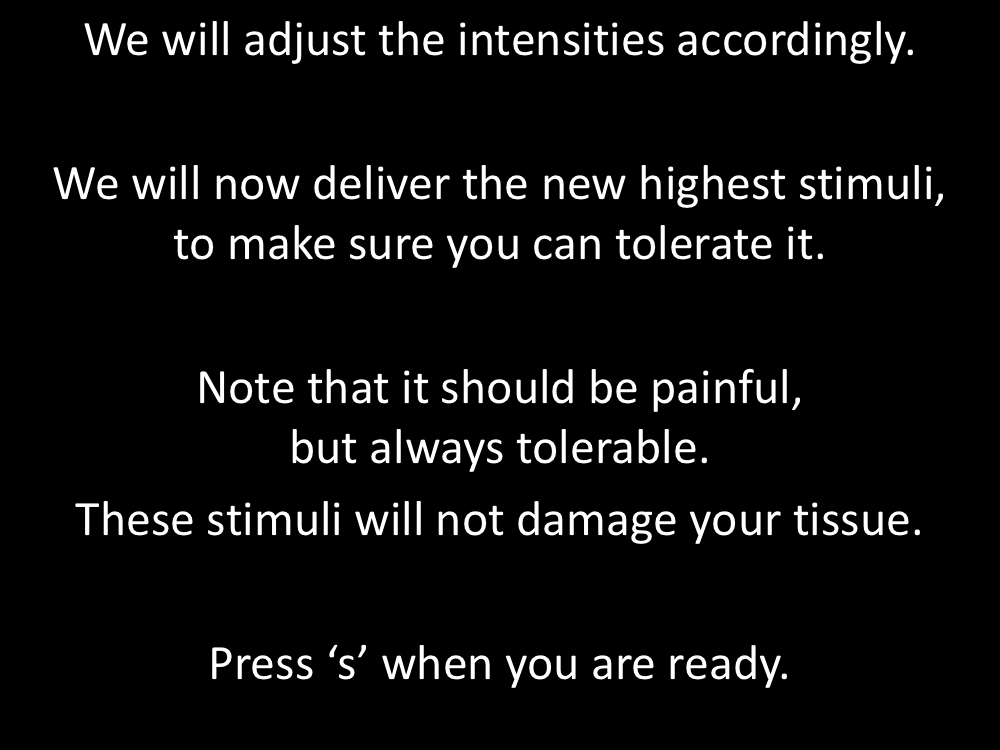 We will adjust the intensities accordingly.
We will now deliver the new highest stimuli,
to make sure you can tolerate it.
Note that it should be painful,
but always tolerable.
These stimuli will not damage your tissue.
Press ‘s’ when you are ready.